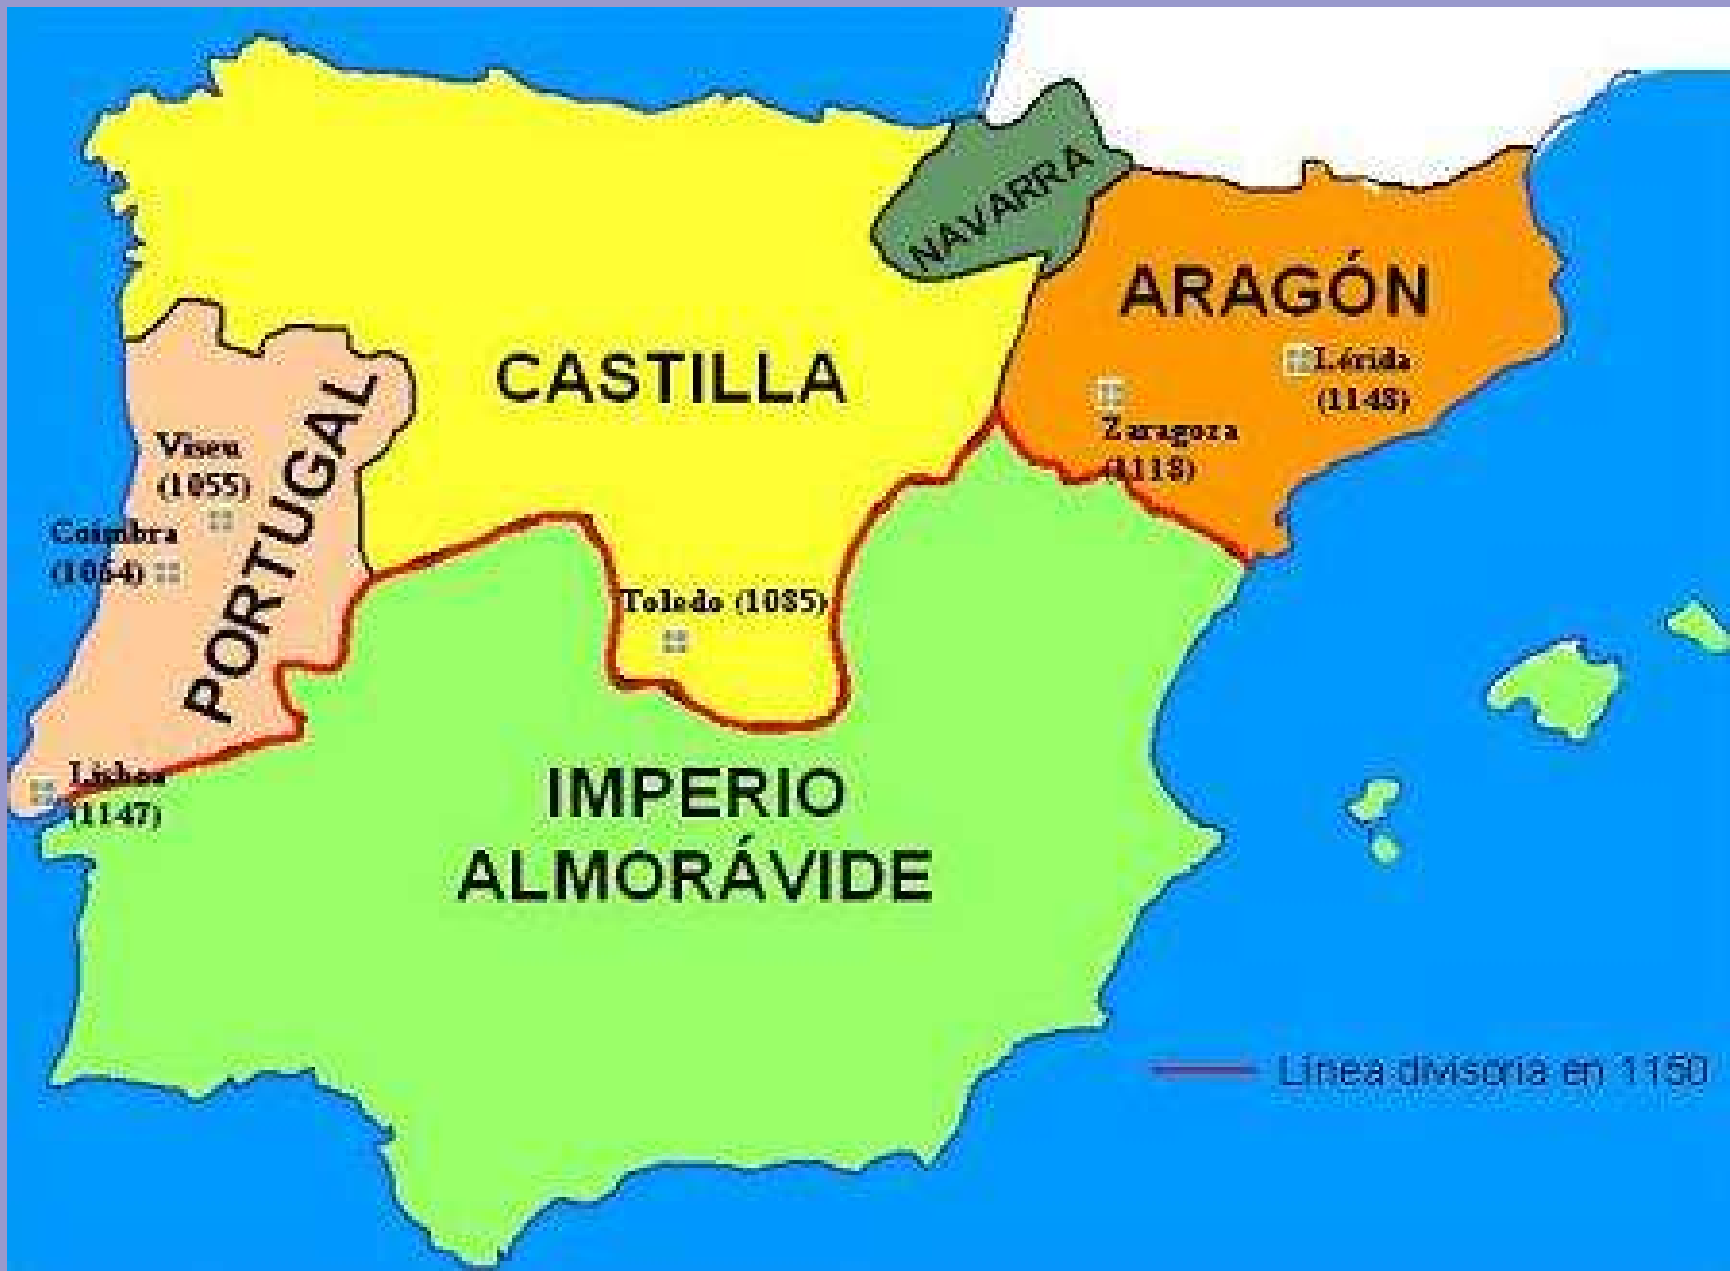 NAVARRA
ARAGÓN
Lérida
(1148)
CASTILLA
Zaragoza
(1118)
Viseu
(1055)
PORTUGAL
Coimbra
(1064)
Toledo (1085)
Lisboa
(1147)
IMPERIO
ALMORÁVIDE
Línea divisoria en 1150